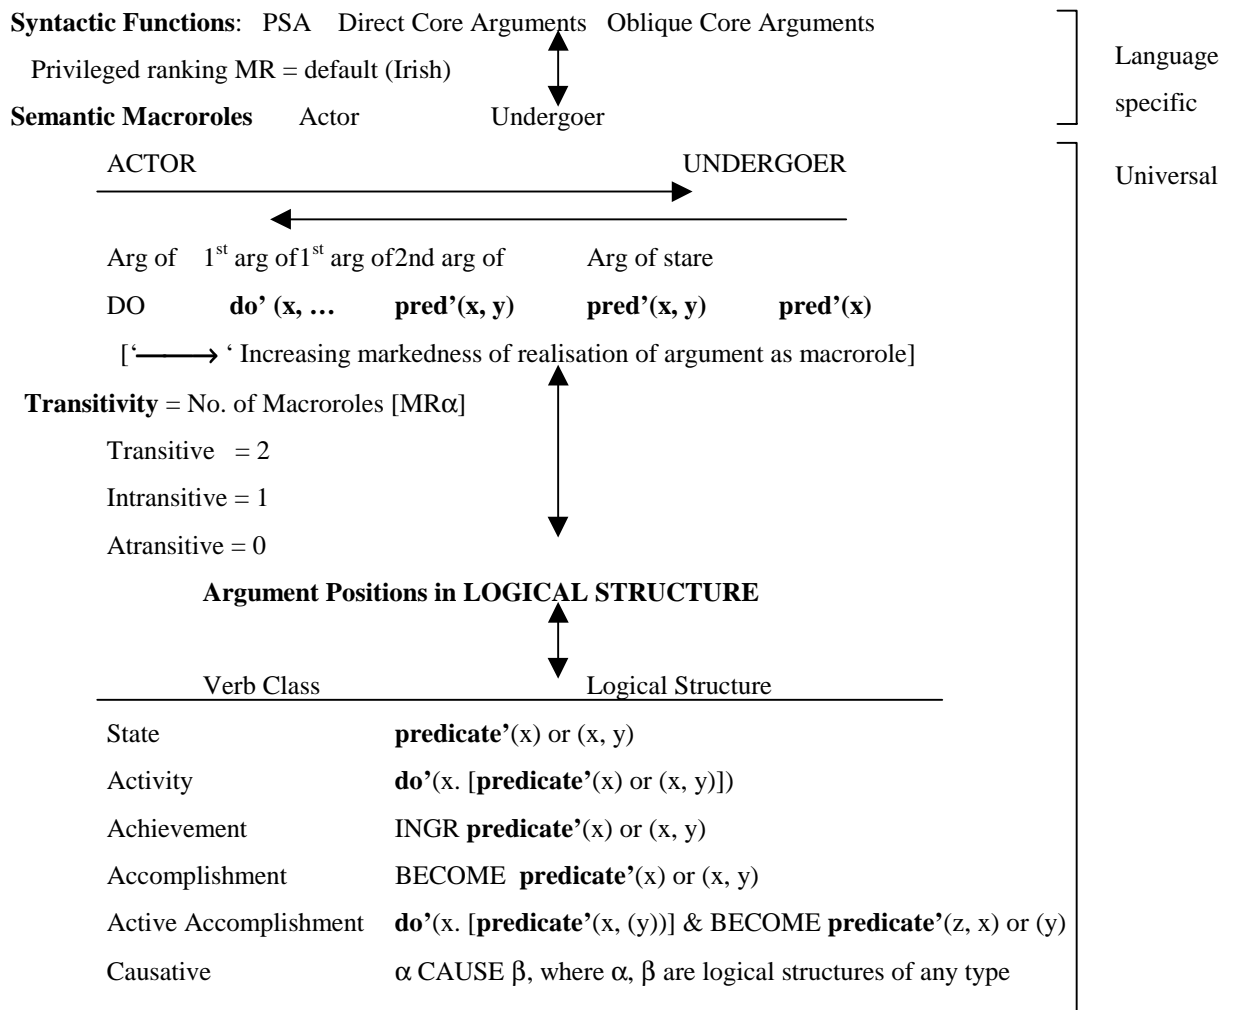 Syntactic Functions: PSA Direct Core Arguments Oblique Core Arguments
Privileged ranking MR = default (Irish)
Language
specific
Semantic Macroroles Actor Undergoer
ACTOR UNDERGOER
Universal
Arg of 1st arg of1st arg of2nd arg of Arg of stare
DO do’ (x, … pred’(x, y) pred’(x, y) pred’(x)
[‘ ‘ Increasing markedness of realisation of argument as macrorole]
Transitivity = No. of Macroroles [MRα]
Transitive = 2
Intransitive = 1
Atransitive = 0
Argument Positions in LOGICAL STRUCTURE
Verb Class Logical Structure
State predicate’(x) or (x, y)
Activity do’(x. [predicate’(x) or (x, y)])
Achievement INGR predicate’(x) or (x, y)
Accomplishment BECOME predicate’(x) or (x, y)
Active Accomplishment do’(x. [predicate’(x, (y))] & BECOME predicate’(z, x) or (y)
Causative α CAUSE β, where α, β are logical structures of any type